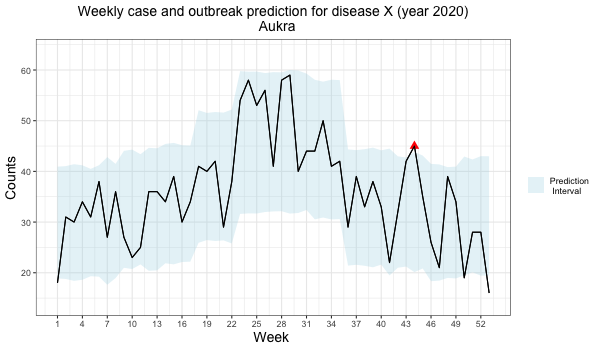 Weekly case and outbreak prediction for disease X (year 2020)
Aukra
Counts
60
50
40
30
20
1 4 7 10 13 16 19 22 25 28 31 34 37 40 43 46 49 52
Week
Prediction
Interval